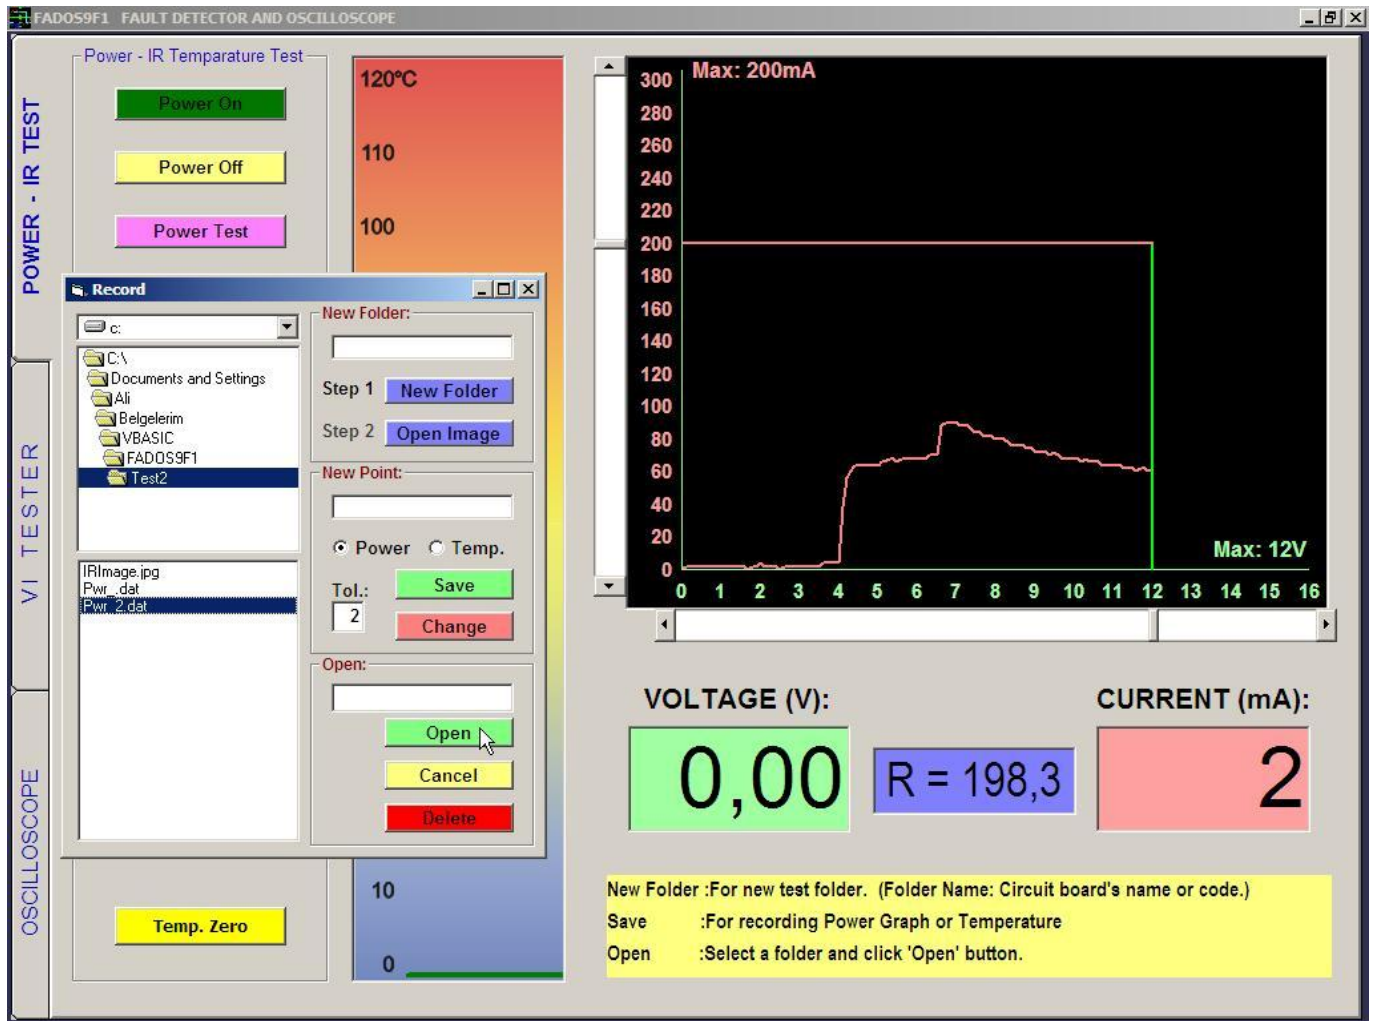 FADOS9F1 FAULT DETECTOR AND OSCILLOSCOPE
POWER - IR TEST
VI TESTER
OSCILLOSCOPE
Power - IR Temparature Test
Power On
Power Off
Power Test
Temp. Zero
120°C
110
100
10
0
Record
c:
C:\
Documents and Settings
Ali
Belgelerim
VBASIC
FADOS9F1
Test2
IRImage.jpg
Pwr_.dat
Pwr_2.dat
New Folder:
Step 1 New Folder
Step 2 Open Image
New Point:
Power Temp.
Tol.: Save
2 Change
Open:
Open
Cancel
Delete
Max: 200mA
300
280
260
240
220
200
180
160
140
120
100
80
60
40
20
0
Max: 12V
0 1 2 3 4 5 6 7 8 9 10 11 12 13 14 15 16
VOLTAGE (V): CURRENT (mA):
0,00 R = 198,3 2
New Folder :For new test folder. (Folder Name: Circuit board's name or code.)
Save :For recording Power Graph or Temperature
Open :Select a folder and click 'Open' button.